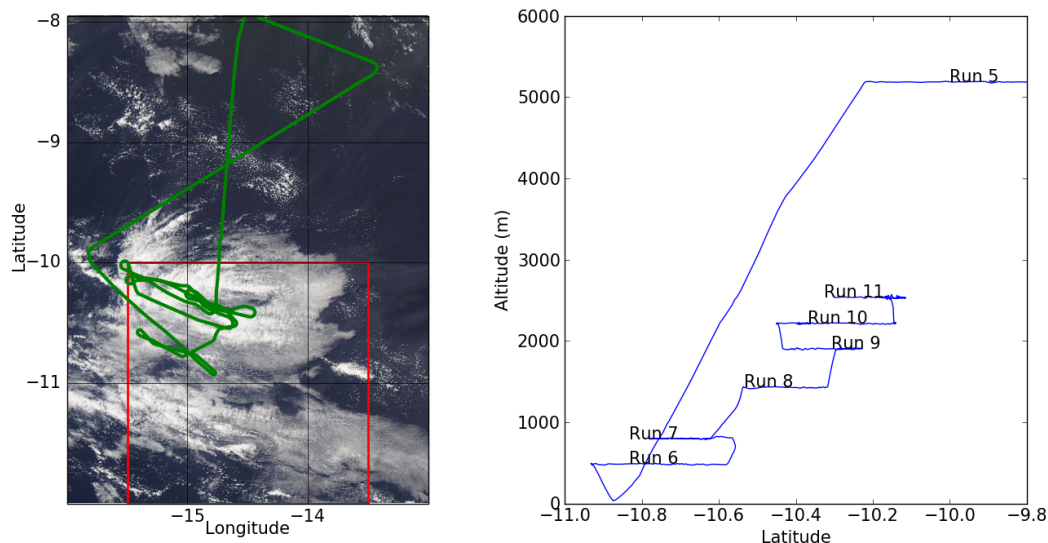 −8
−9
−10
−11
Latitude
−15
−14
Longitude
6000
5000
4000
3000
2000
1000
0
Altitude (m)
Run 5
Run 11
Run 10
Run 9
Run 8
Run 7
Run 6
−11.0
−10.8
−10.6
−10.4
−10.2
−10.0
−9.8
Latitude